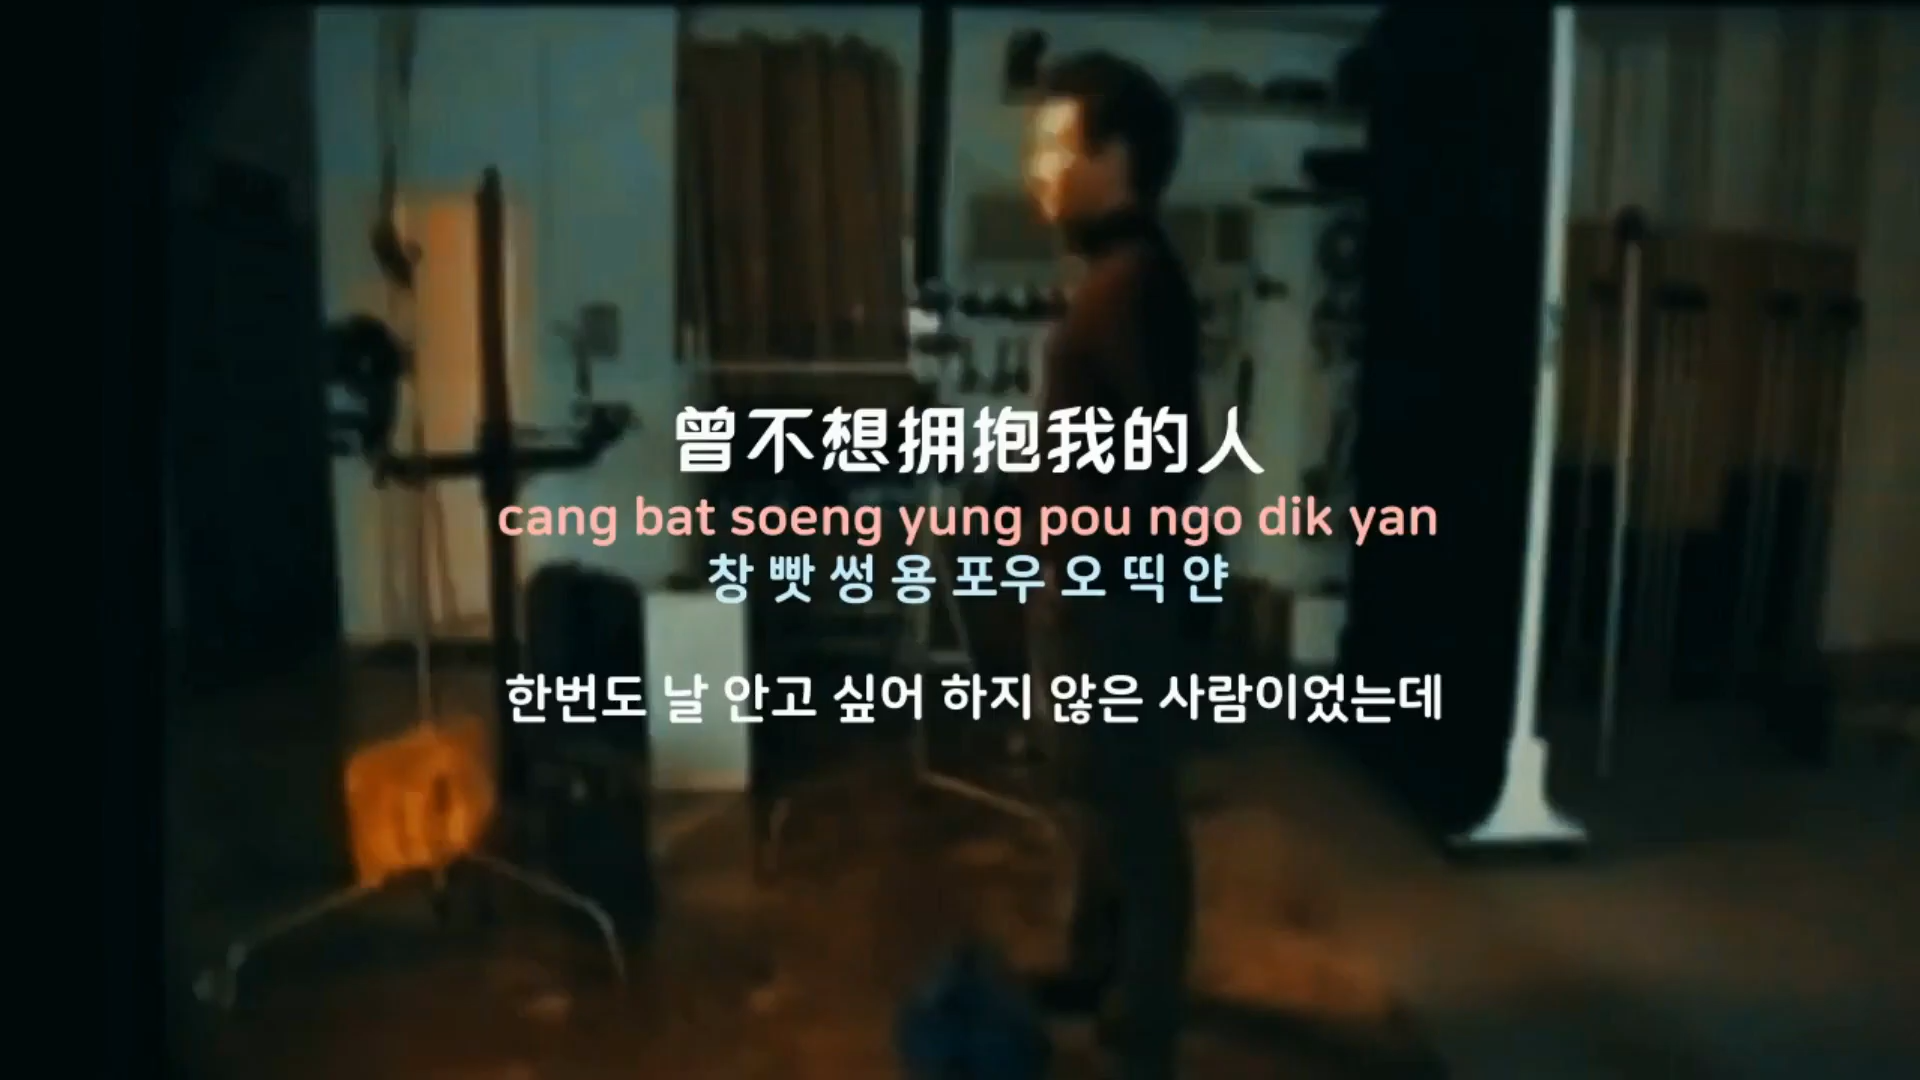 曾不想拥抱我的人
cang bat soeng yung pou ngo dik yan
창 빳 썽 용 포우 오 띡 얀
한번도 날 안고 싶어 하지 않은 사람이었는데